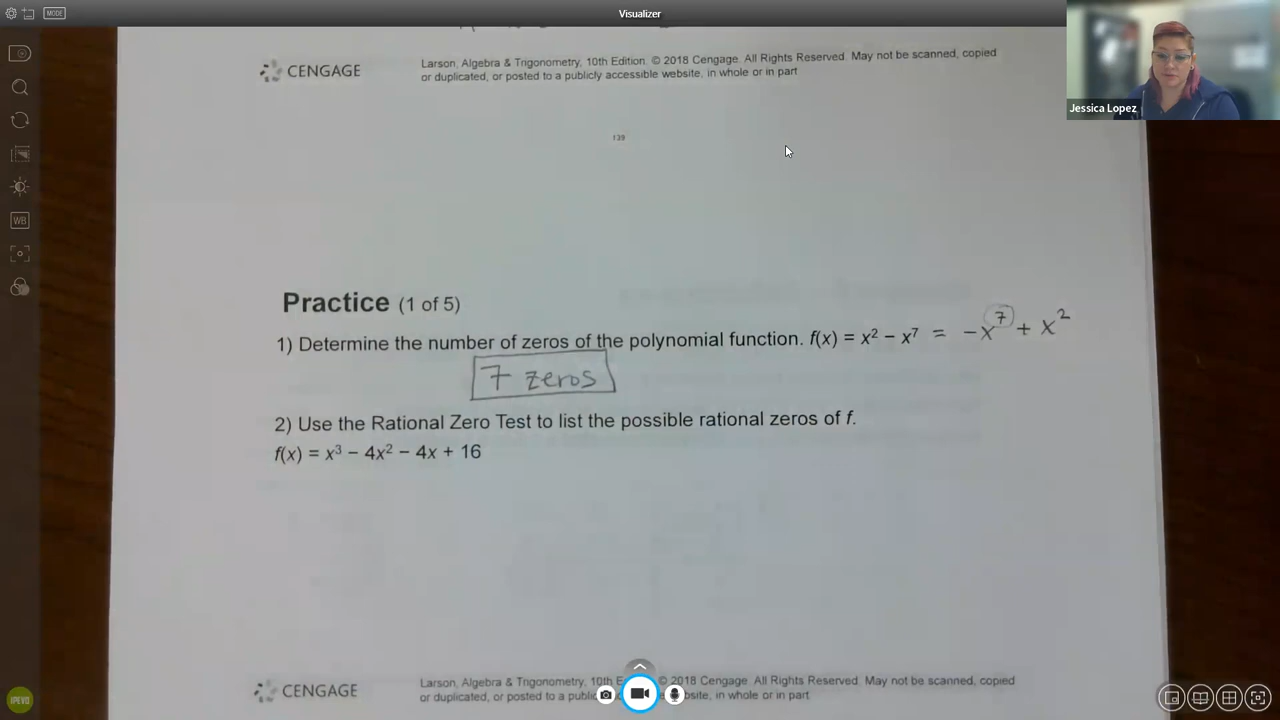 MODE
Visualizer
CENGAGE
Larson, Algebra & Trigonometry, 10th Edition. © 2018 Cengage. All Rights Reserved. May not be scanned, copied
or duplicated, or posted to a publicly accessible website, in whole or in part
Jessica Lopez
139
WB
Practice (1 of 5)
1) Determine the number of zeros of the polynomial function. f(x) = x² − x⁷ = −x⁷ + x²
7 zeros
2) Use the Rational Zero Test to list the possible rational zeros of f.
f(x) = x³ − 4x² − 4x + 16
CENGAGE
Larson, Algebra & Trigonometry, 10th E © 2018 Cengage. All Rights Reserved. May not be scanned, copied
or duplicated, or posted to a public bsite, in whole or in part
IPEVO